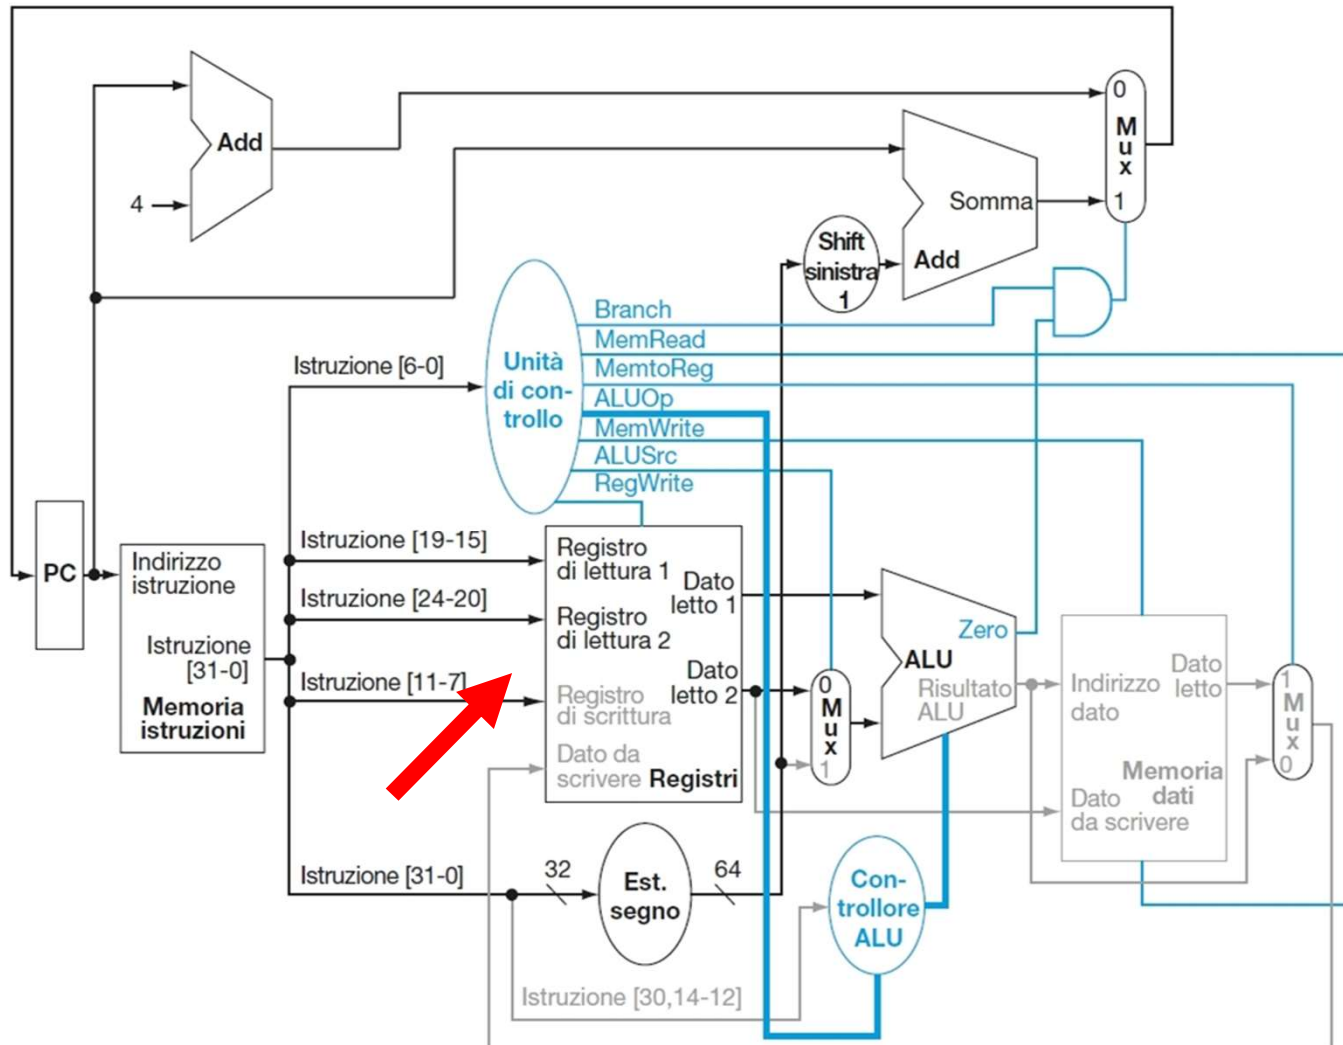 Add
4
0
Mux
1
Somma
Add
Shift
sinistra
1
Branch
MemRead
MemtoReg
ALUOp
MemWrite
ALUSrc
RegWrite
Unità
di con-
trollo
Istruzione [6-0]
Istruzione [19-15]
Istruzione [24-20]
Istruzione [11-7]
Istruzione [31-0]
PC
Indirizzo
istruzione
Istruzione
[31-0]
Memoria
istruzioni
Registro
di lettura 1
Registro
di lettura 2
Registro
di scrittura
Dato da
scrivere
Registri
Dato
letto 1
Dato
letto 2
0
Mux
1
Zero
ALU
Risultato
ALU
Indirizzo
dato
Dato
letto
Memoria
dati
Dato
da scrivere
1
Mux
0
32
Est.
segno
64
Con-
trollore
ALU
Istruzione [30,14-12]